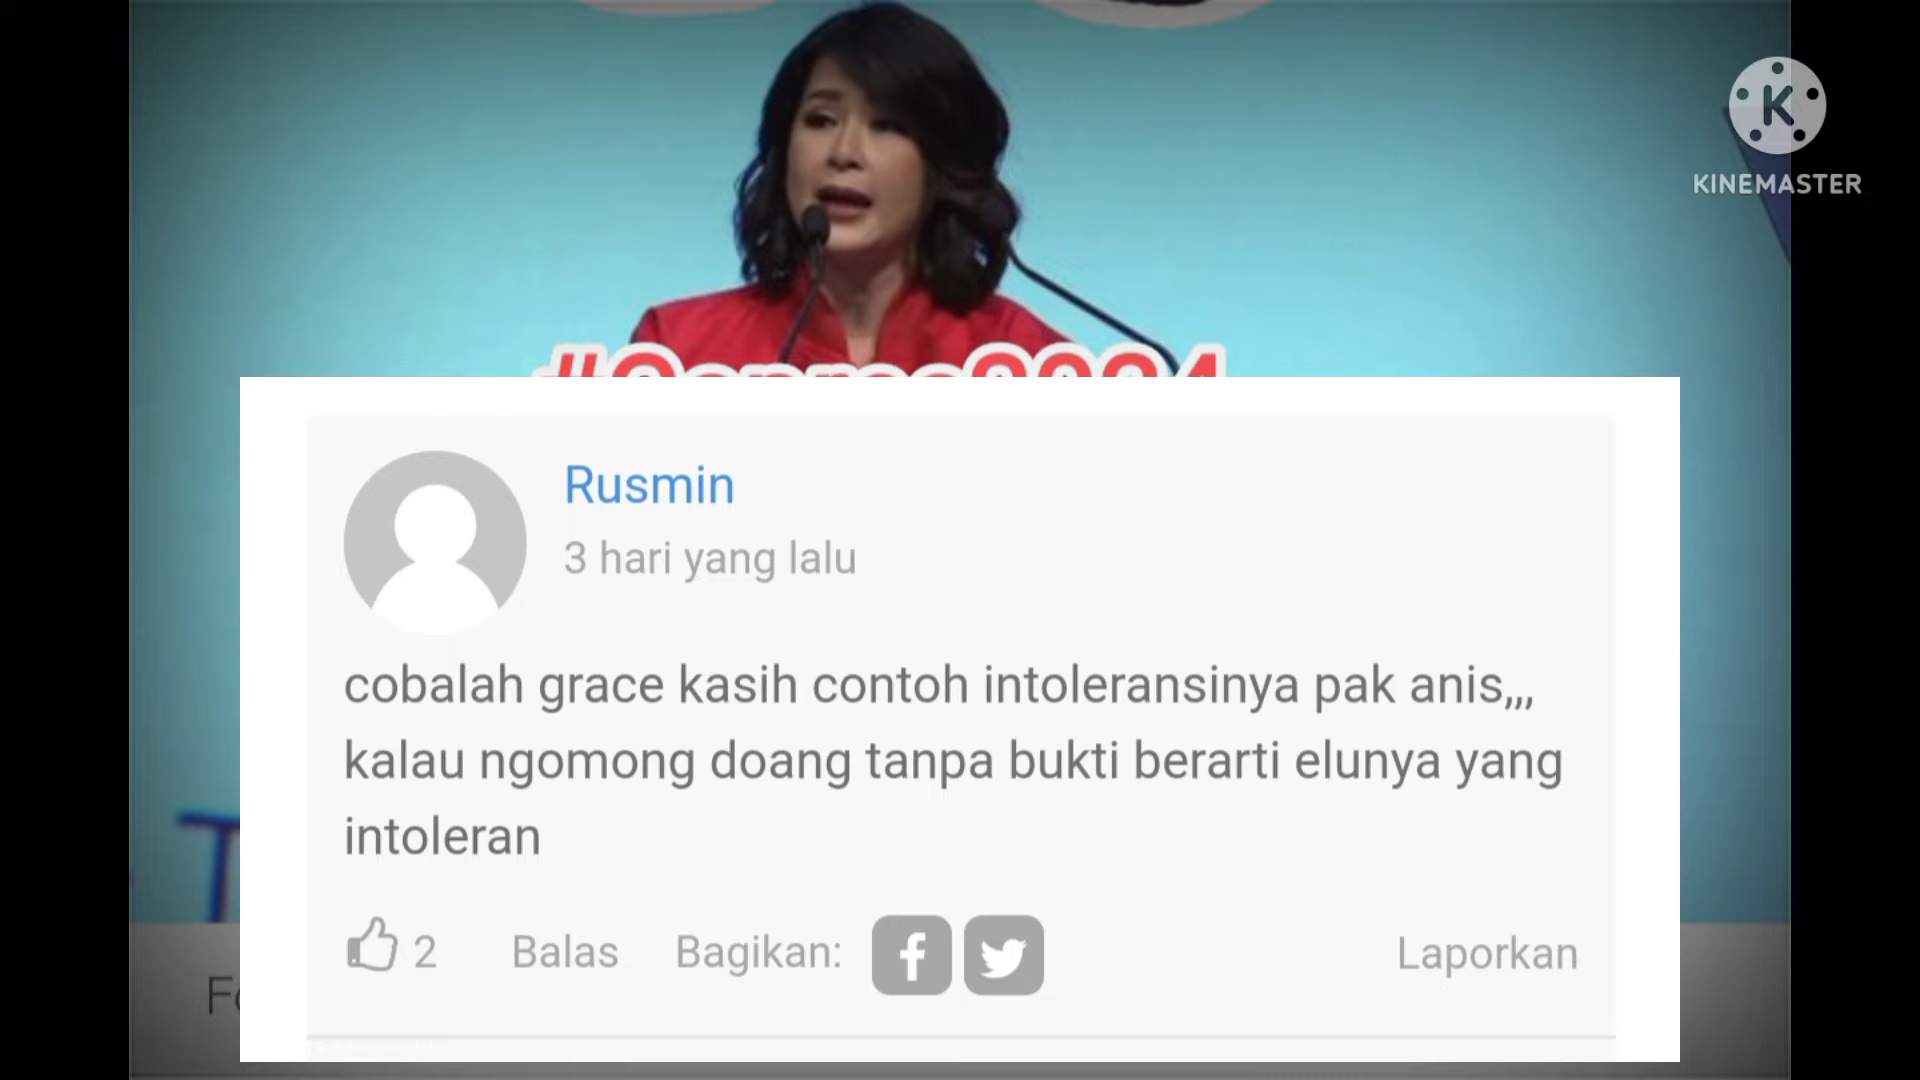 KINEMASTER
Rusmin
3 hari yang lalu
cobalah grace kasih contoh intoleransinya pak anis,,,
kalau ngomong doang tanpa bukti berarti elunya yang
intoleran
2 Balas Bagikan: Laporkan